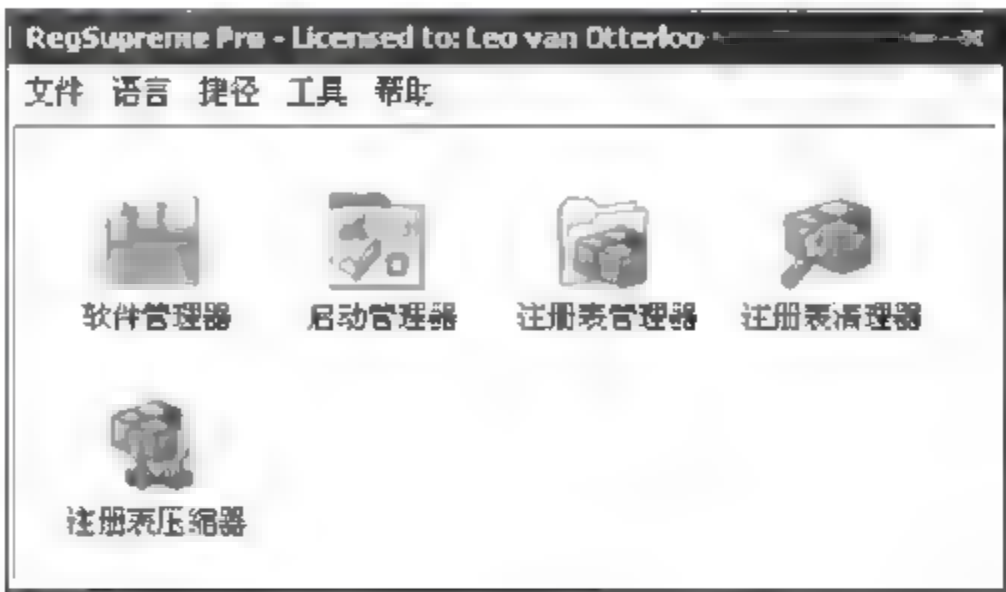 RegSupreme Pro - Licensed to: Leo van Otterloo
文件 语言 捷径 工具 帮助
软件管理器 启动管理器 注册表管理器 注册表清理器
注册表压缩器